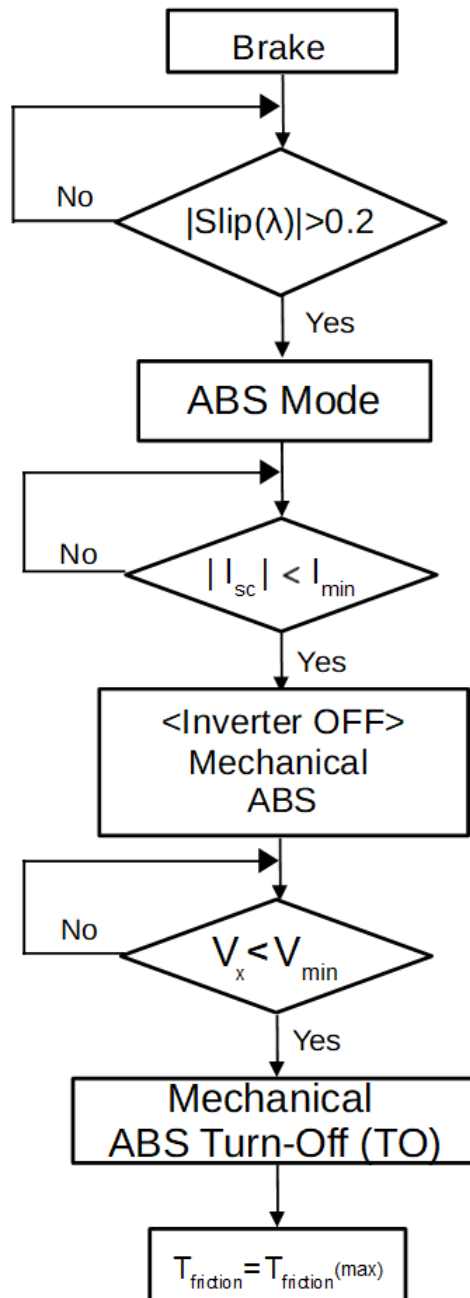 Brake
|Slip(λ)|>0.2
No
Yes
ABS Mode
| I_sc | < I_min
No
Yes
<Inverter OFF>
Mechanical
ABS
No
V_x < V_min
Yes
Mechanical
ABS Turn-Off (TO)
T_friction = T_friction (max)